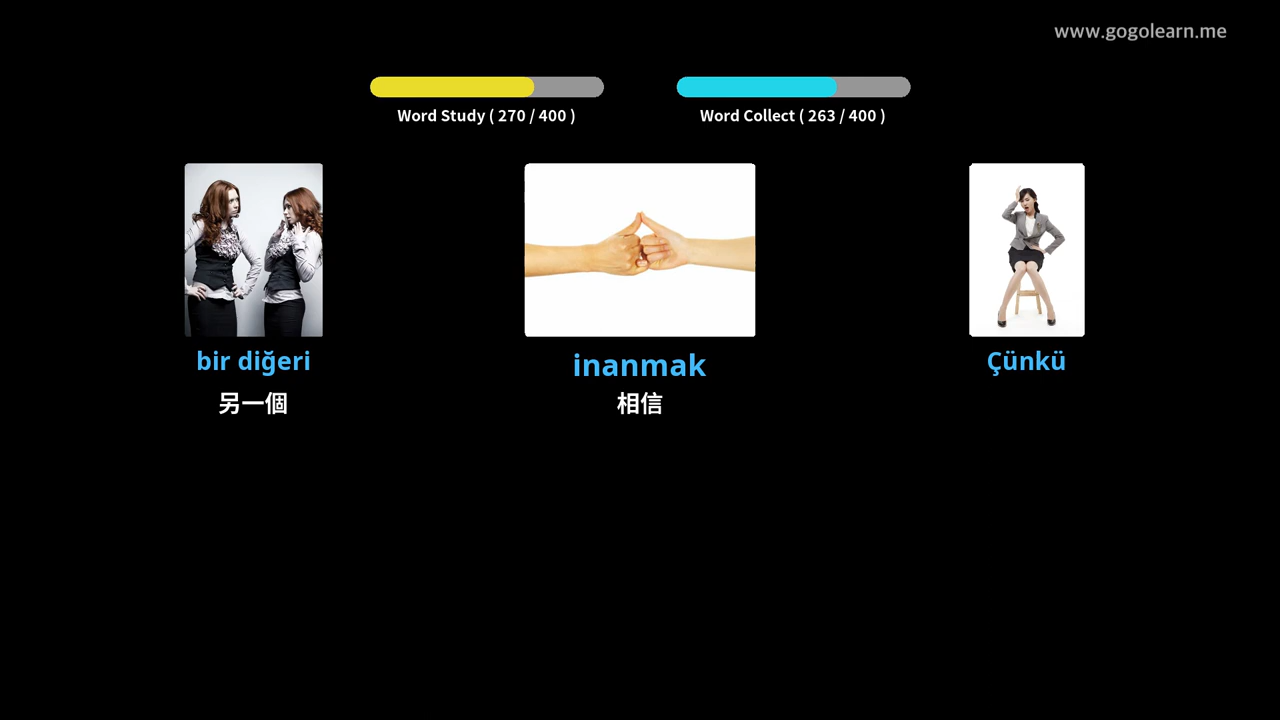 www.gogolearn.me
Word Study ( 270 / 400 )
Word Collect ( 263 / 400 )
bir diğeri
另一個
inanmak
相信
Çünkü